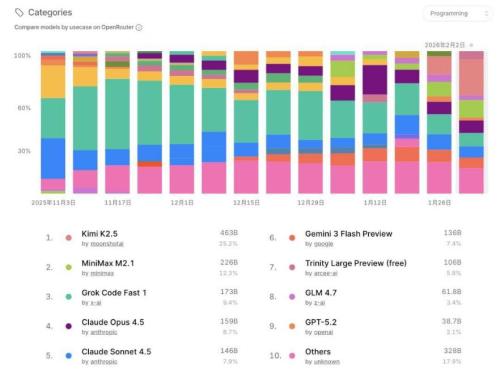 Categories
Programming
Compare models by usecase on OpenRouter
2026年2月2日
100%
60%
30%
2025年11月3日
11月17日
12月1日
12月15日
12月29日
1月12日
1月26日
1. Kimi K2.5 463B
by moonshotai 25.2%
2. MiniMax M2.1 226B
by minimax 12.3%
3. Grok Code Fast 1 173B
by x-ai 9.4%
4. Claude Opus 4.5 159B
by anthropic 8.7%
5. Claude Sonnet 4.5 146B
by anthropic 7.9%
6. Gemini 3 Flash Preview 136B
by google 7.4%
7. Trinity Large Preview (free) 106B
by arcee-ai 5.8%
8. GLM 4.7 61.8B
by z-ai 3.4%
9. GPT-5.2 38.7B
by openai 2.1%
10. Others 328B
by unknown 17.9%